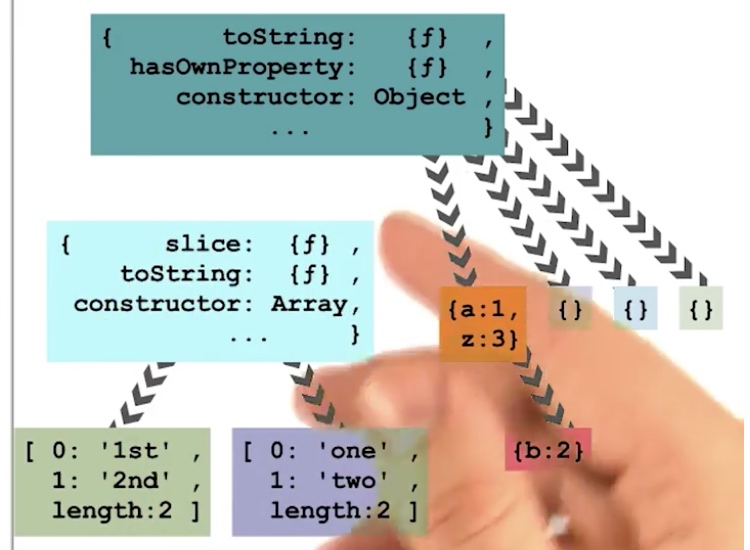 { toString: {f} ,
hasOwnProperty: {f} ,
constructor: Object ,
... }
{ slice: {f} ,
toString: {f} ,
constructor: Array,
... }
{a:1,
z:3}
{}
{}
{}
[ 0: '1st' ,
1: '2nd' ,
length:2 ]
[ 0: 'one' ,
1: 'two' ,
length:2 ]
{b:2}